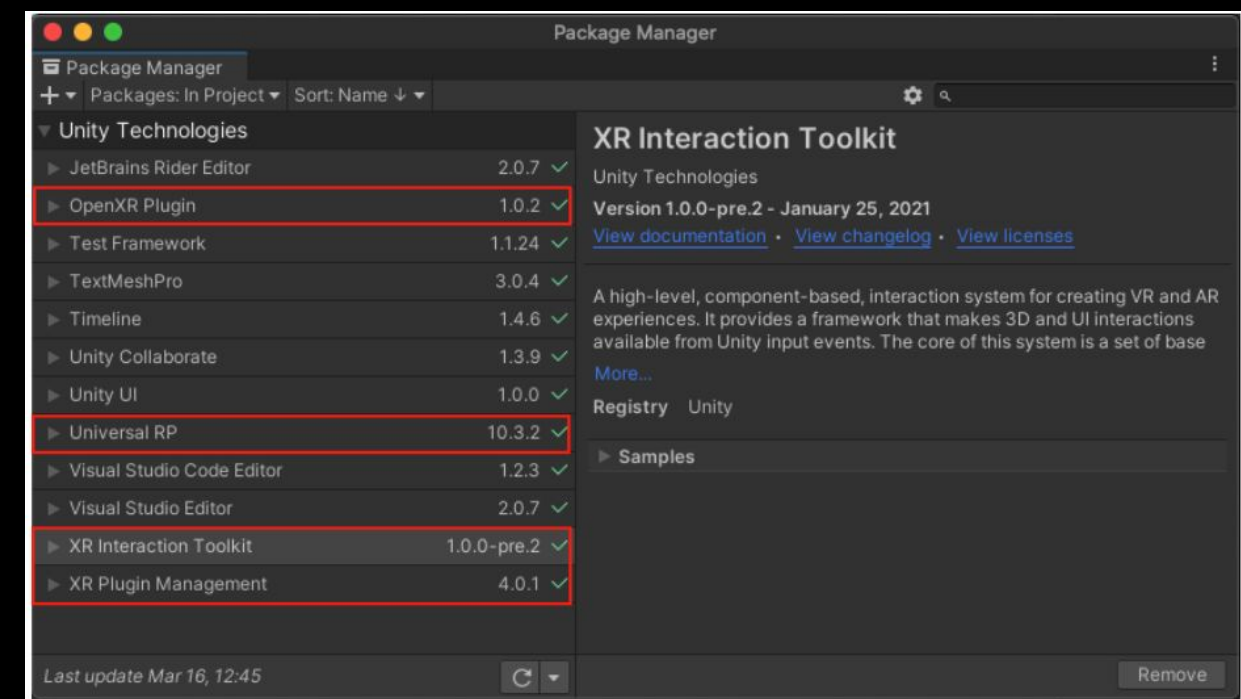 Package Manager
Package Manager
Packages: In Project Sort: Name ↓
Unity Technologies
JetBrains Rider Editor 2.0.7
OpenXR Plugin 1.0.2
Test Framework 1.1.24
TextMeshPro 3.0.4
Timeline 1.4.6
Unity Collaborate 1.3.9
Unity UI 1.0.0
Universal RP 10.3.2
Visual Studio Code Editor 1.2.3
Visual Studio Editor 2.0.7
XR Interaction Toolkit 1.0.0-pre.2
XR Plugin Management 4.0.1
Last update Mar 16, 12:45
XR Interaction Toolkit
Unity Technologies
Version 1.0.0-pre.2 - January 25, 2021
View documentation • View changelog • View licenses
A high-level, component-based, interaction system for creating VR and AR
experiences. It provides a framework that makes 3D and UI interactions
available from Unity input events. The core of this system is a set of base
More...
Registry Unity
Samples
Remove